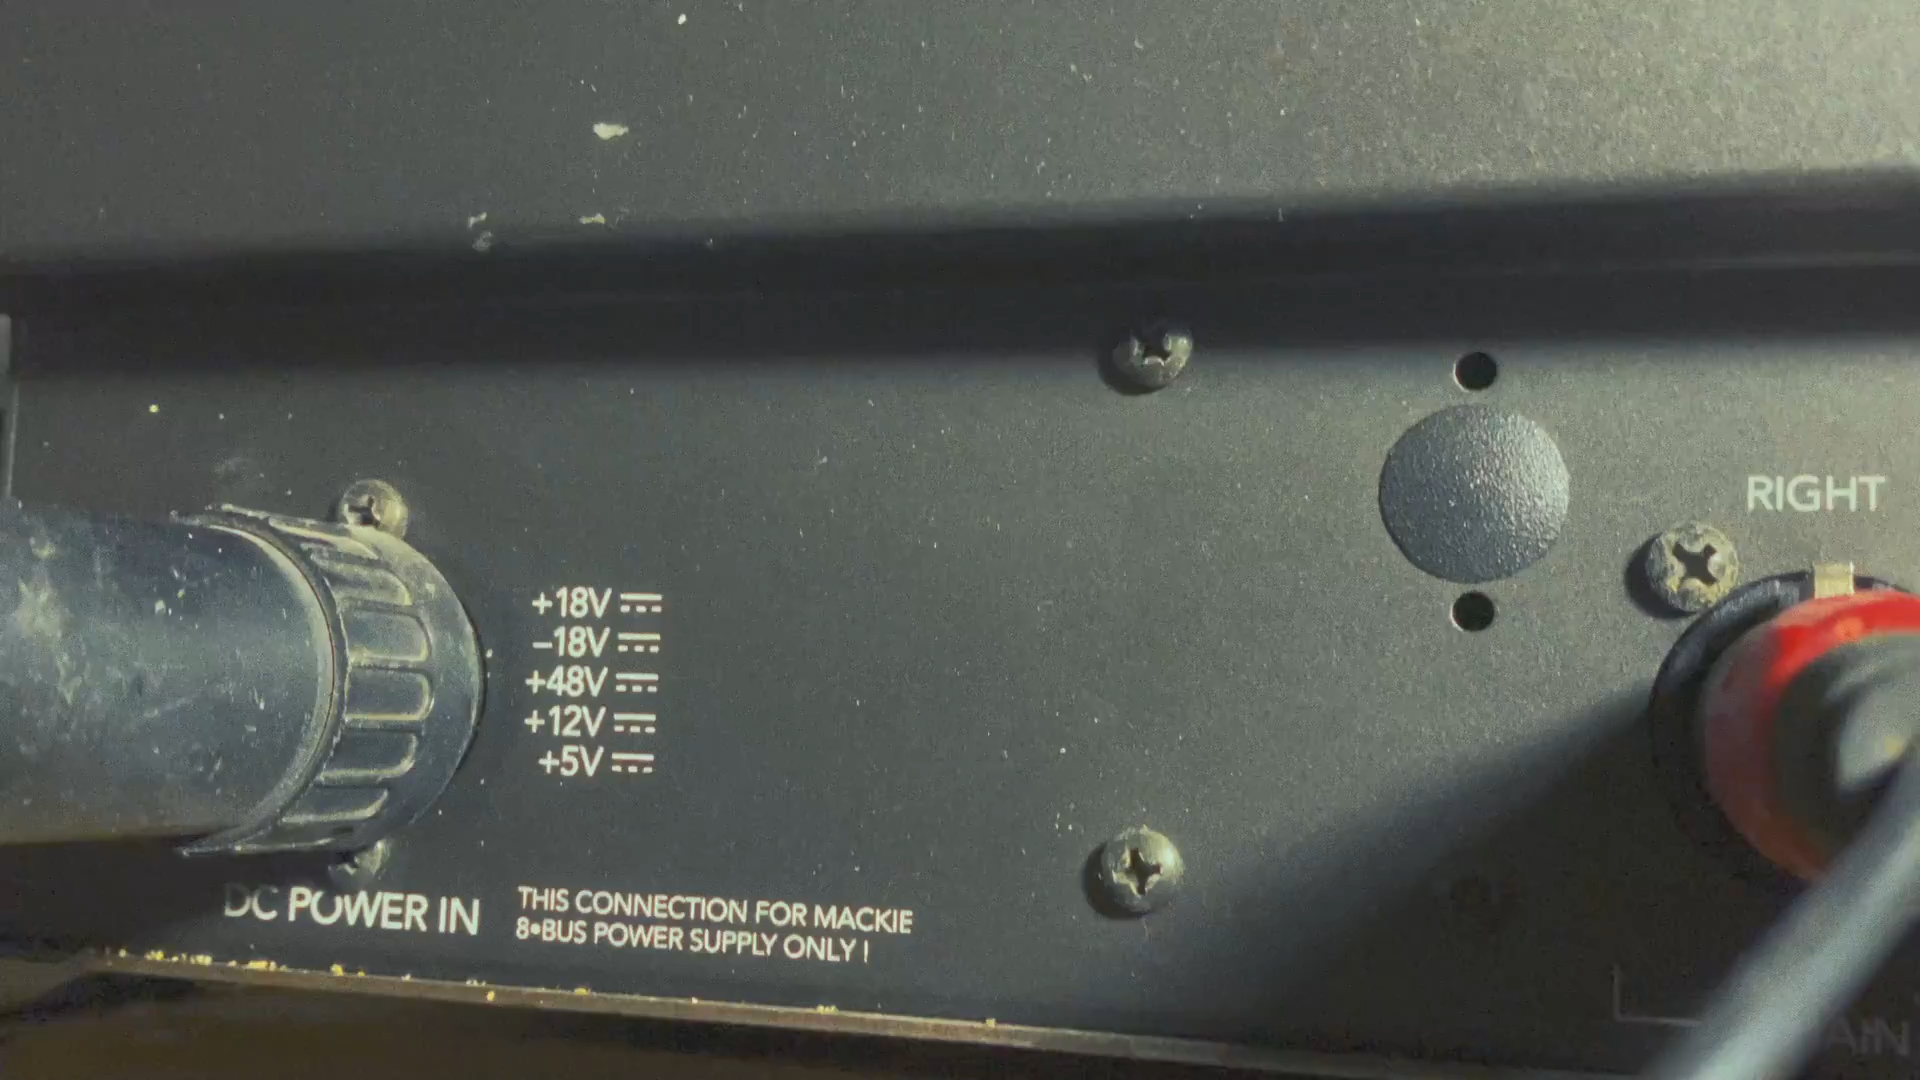 RIGHT
+18V
–18V
+48V
+12V
+5V
DC POWER IN
THIS CONNECTION FOR MACKIE
8•BUS POWER SUPPLY ONLY !